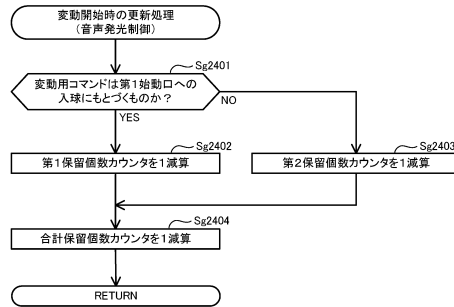 変動開始時の更新処理
(音声発光制御)
Sg2401
変動用コマンドは第1始動口への
入球にもとづくものか?
NO
YES
Sg2402
第1保留個数カウンタを1減算
Sg2403
第2保留個数カウンタを1減算
Sg2404
合計保留個数カウンタを1減算
RETURN